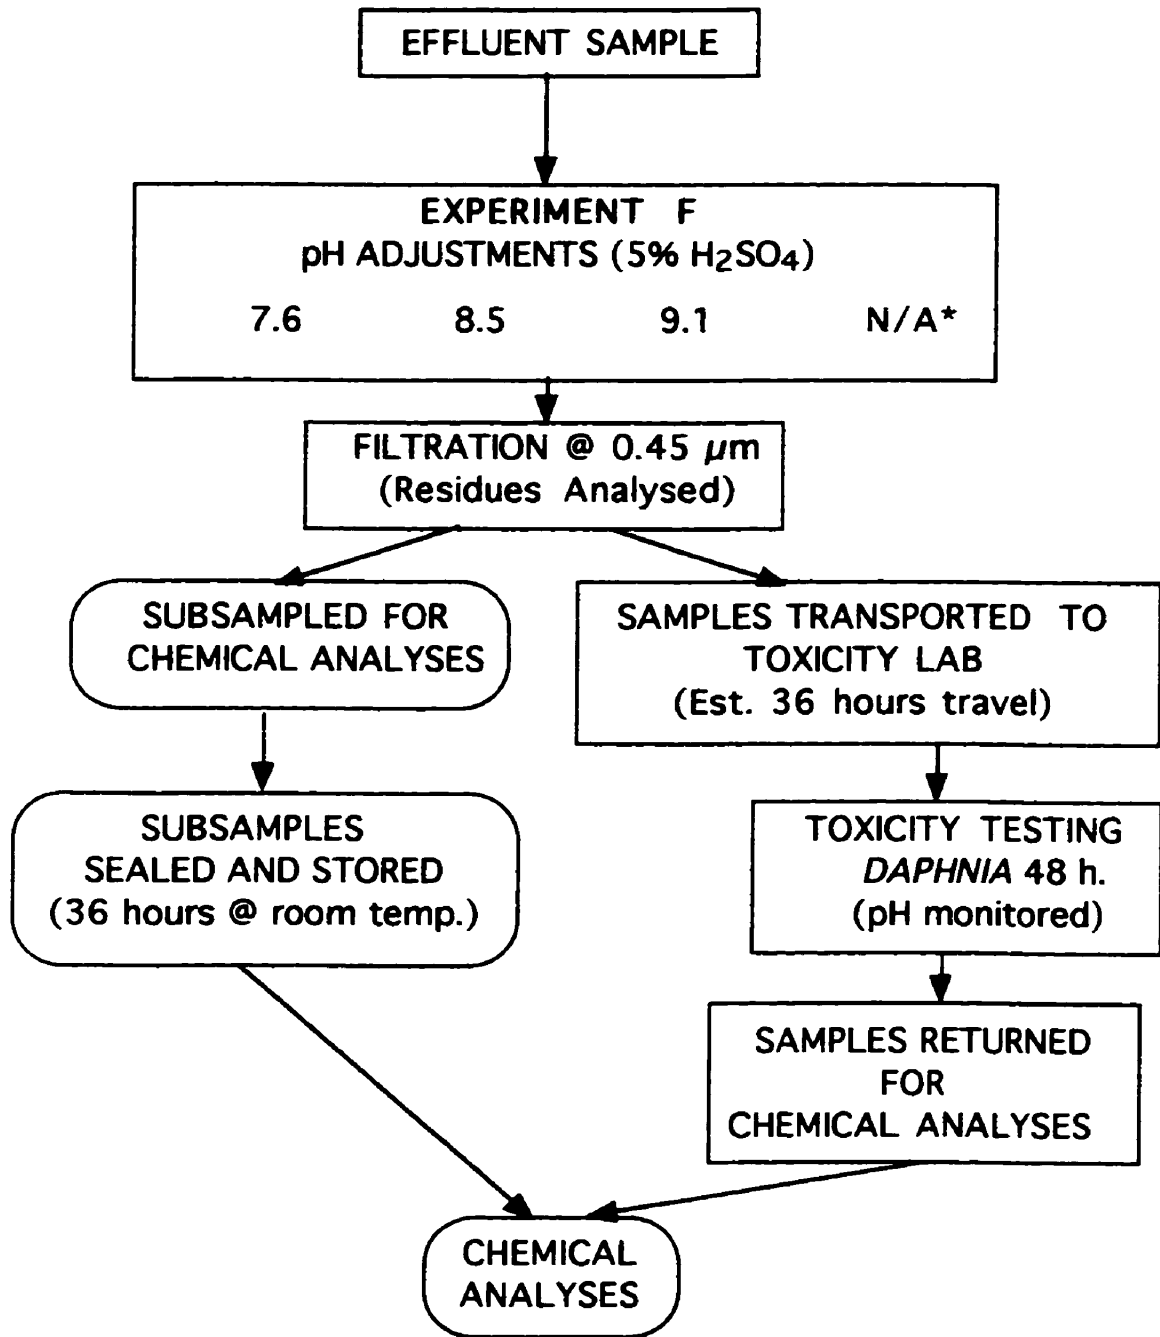 EFFLUENT SAMPLE
EXPERIMENT F
pH ADJUSTMENTS (5% H2SO4)
7.6 8.5 9.1 N/A*
FILTRATION @ 0.45 µm
(Residues Analysed)
SUBSAMPLED FOR
CHEMICAL ANALYSES
SAMPLES TRANSPORTED TO
TOXICITY LAB
(Est. 36 hours travel)
SUBSAMPLES
SEALED AND STORED
(36 hours @ room temp.)
TOXICITY TESTING
DAPHNIA 48 h.
(pH monitored)
SAMPLES RETURNED
FOR
CHEMICAL ANALYSES
CHEMICAL
ANALYSES